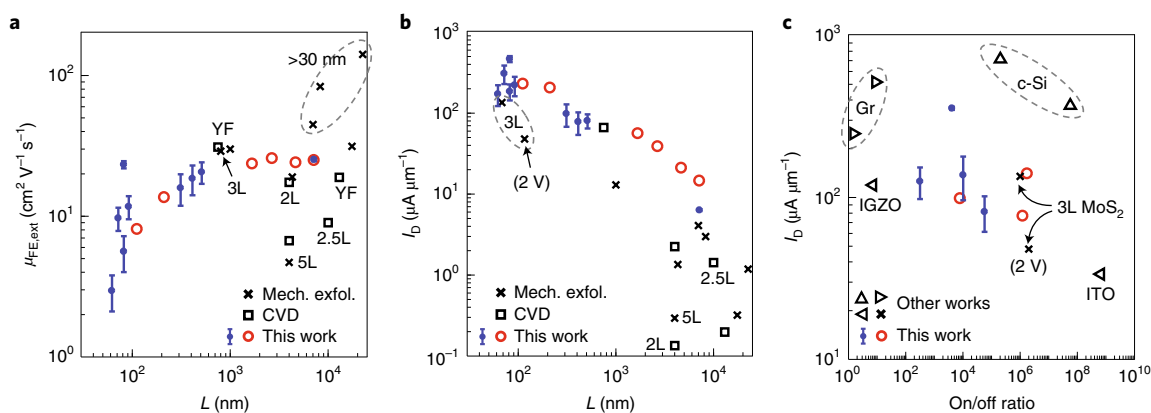 a
μFE,ext (cm² V⁻¹ s⁻¹)
10²
10¹
10⁰
10²
10³
10⁴
L (nm)
>30 nm
YF
3L
2L
YF
2.5L
5L
Mech. exfol.
CVD
This work
b
I_D (μA μm⁻¹)
10³
10²
10¹
10⁰
10⁻¹
10²
10³
10⁴
L (nm)
3L
(2 V)
2.5L
5L
2L
Mech. exfol.
CVD
This work
c
I_D (μA μm⁻¹)
10³
10²
10¹
10⁰
10²
10⁴
10⁶
10⁸
10¹⁰
On/off ratio
Gr
c-Si
IGZO
3L MoS₂
(2 V)
ITO
Other works
This work